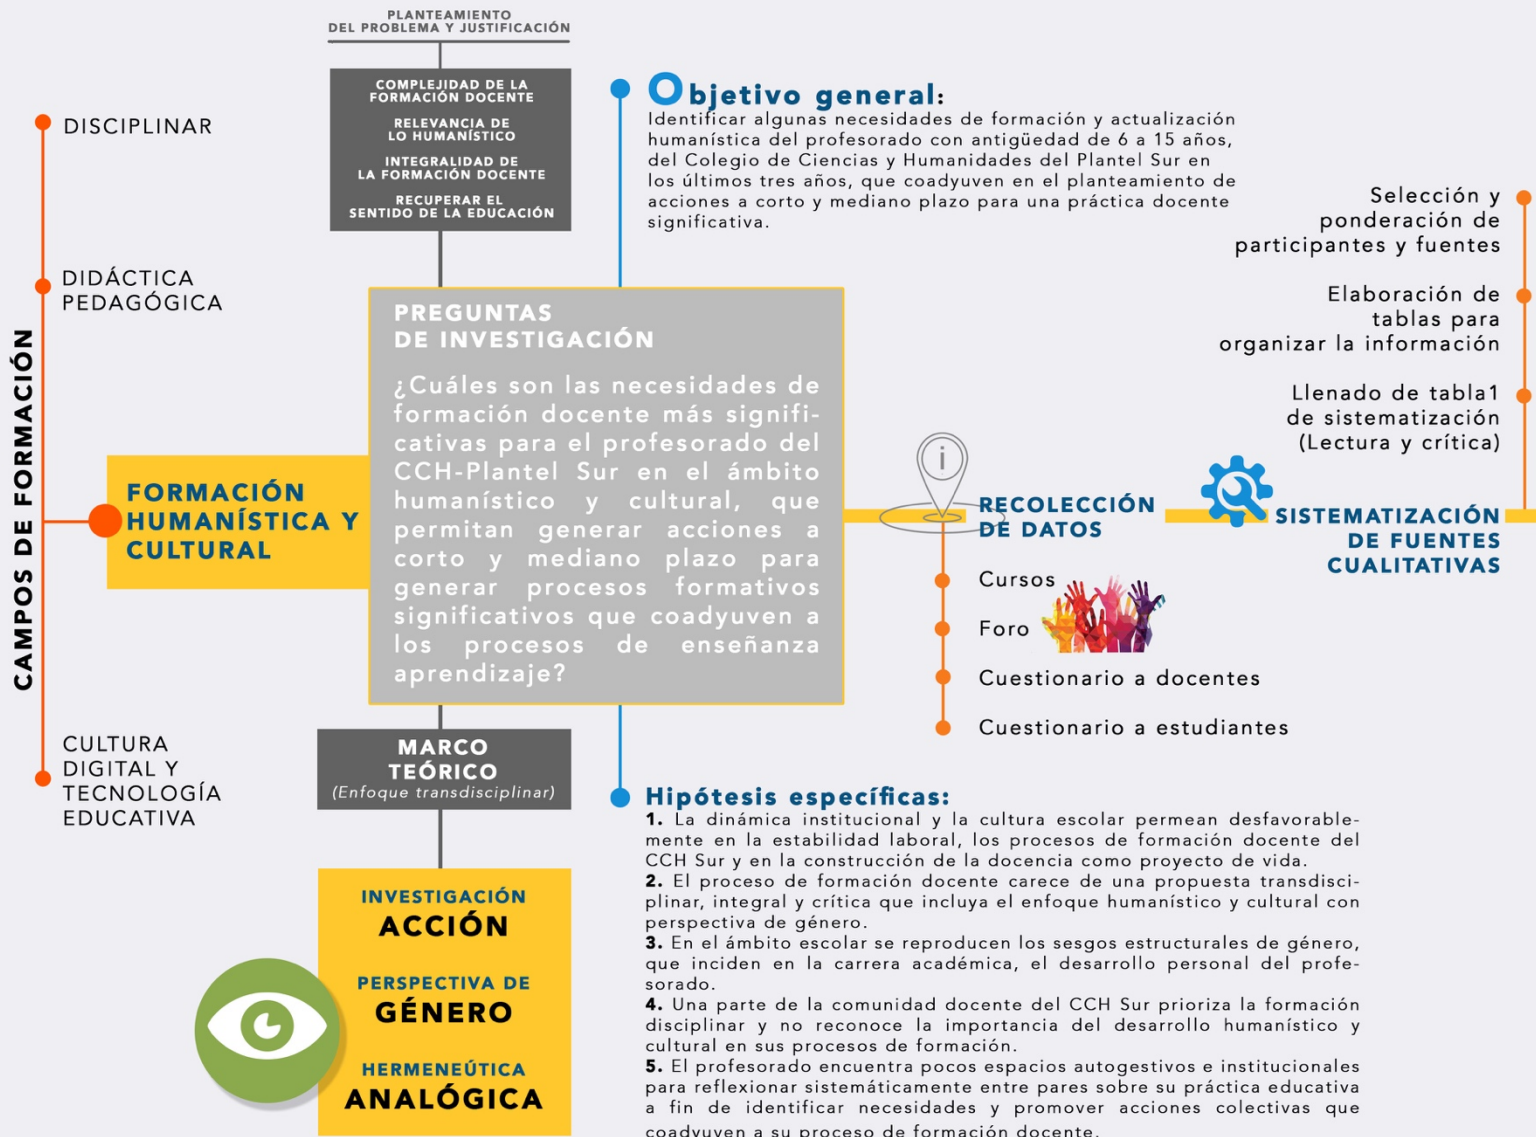 PLANTEAMIENTO
DEL PROBLEMA Y JUSTIFICACIÓN
COMPLEJIDAD DE LA
FORMACIÓN DOCENTE
RELEVANCIA DE
LO HUMANÍSTICO
INTEGRALIDAD DE
LA FORMACIÓN DOCENTE
RECUPERAR EL
SENTIDO DE LA EDUCACIÓN
CAMPOS DE FORMACIÓN
DISCIPLINAR
DIDÁCTICA
PEDAGÓGICA
FORMACIÓN
HUMANÍSTICA Y
CULTURAL
CULTURA
DIGITAL Y
TECNOLOGÍA
EDUCATIVA
Objetivo general:
Identificar algunas necesidades de formación y actualización
humanística del profesorado con antigüedad de 6 a 15 años,
del Colegio de Ciencias y Humanidades del Plantel Sur en
los últimos tres años, que coadyuven en el planteamiento de
acciones a corto y mediano plazo para una práctica docente
significativa.
PREGUNTAS
DE INVESTIGACIÓN
¿Cuáles son las necesidades de
formación docente más signifi-
cativas para el profesorado del
CCH-Plantel Sur en el ámbito
humanístico y cultural, que
permitan generar acciones a
corto y mediano plazo para
generar procesos formativos
significativos que coadyuven a
los procesos de enseñanza
aprendizaje?
MARCO
TEÓRICO
(Enfoque transdisciplinar)
INVESTIGACIÓN
ACCIÓN
PERSPECTIVA DE
GÉNERO
HERMENEÚTICA
ANALÓGICA
Hipótesis específicas:
1. La dinámica institucional y la cultura escolar permean desfavorable-
mente en la estabilidad laboral, los procesos de formación docente del
CCH Sur y en la construcción de la docencia como proyecto de vida.
2. El proceso de formación docente carece de una propuesta transdisci-
plinar, integral y crítica que incluya el enfoque humanístico y cultural con
perspectiva de género.
3. En el ámbito escolar se reproducen los sesgos estructurales de género,
que inciden en la carrera académica, el desarrollo personal del profe-
sorado.
4. Una parte de la comunidad docente del CCH Sur prioriza la formación
disciplinar y no reconoce la importancia del desarrollo humanístico y
cultural en sus procesos de formación.
5. El profesorado encuentra pocos espacios autogestivos e institucionales
para reflexionar sistemáticamente entre pares sobre su práctica educativa
a fin de identificar necesidades y promover acciones colectivas que
coadyuven a su proceso de formación docente.
i
RECOLECCIÓN
DE DATOS
Cursos
Foro
Cuestionario a docentes
Cuestionario a estudiantes
Selección y
ponderación de
participantes y fuentes
Elaboración de
tablas para
organizar la información
Llenado de tabla1
de sistematización
(Lectura y crítica)
SISTEMATIZACIÓN
DE FUENTES
CUALITATIVAS